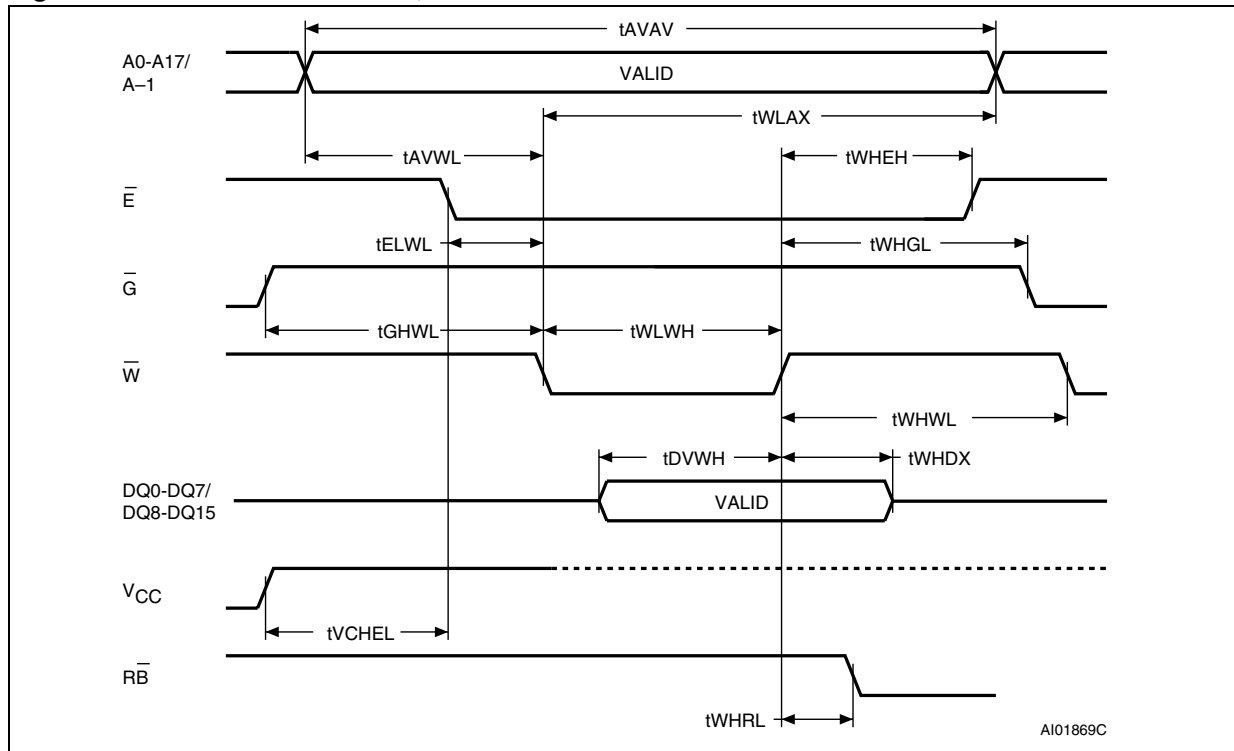 tAVAV
A0-A17/
A–1
VALID
tWLAX
tAVWL
tWHEH
E̅
tELWL
tWHGL
G̅
tGHWL
tWLWH
W̅
tWHWL
tDVWH
tWHDX
DQ0-DQ7/
DQ8-DQ15
VALID
VCC
tVCHEL
RB̅
tWHRL
AI01869C